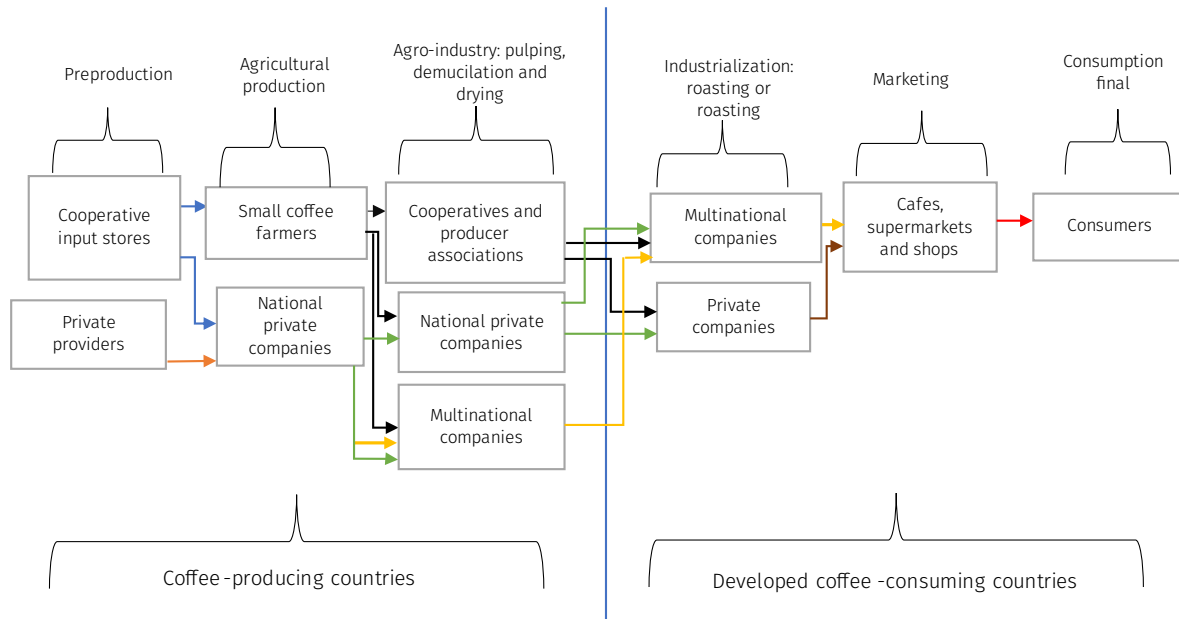 Preproduction
Agricultural
production
Agro-industry: pulping,
demucilation and
drying
Industrialization:
roasting or
roasting
Marketing
Consumption
final
Cooperative
input stores
Small coffee
farmers
Cooperatives and
producer
associations
Multinational
companies
Cafes,
supermarkets
and shops
Consumers
Private
providers
National
private
companies
National private
companies
Private
companies
Multinational
companies
Coffee-producing countries
Developed coffee-consuming countries